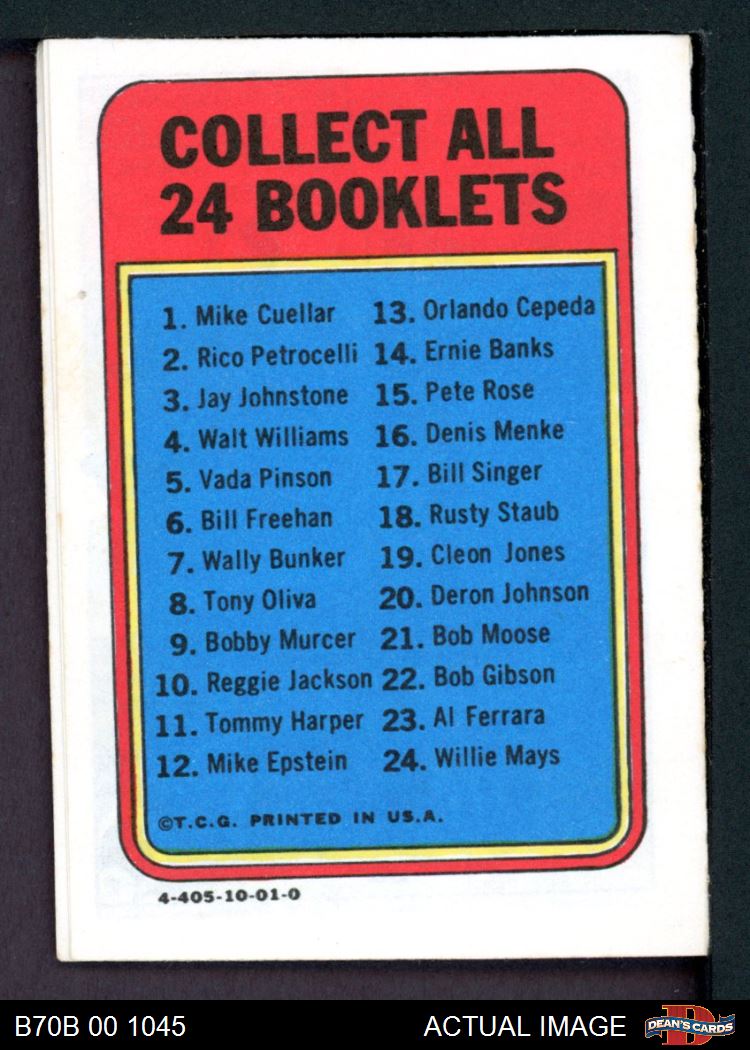 COLLECT ALL
24 BOOKLETS
1. Mike Cuellar
2. Rico Petrocelli
3. Jay Johnstone
4. Walt Williams
5. Vada Pinson
6. Bill Freehan
7. Wally Bunker
8. Tony Oliva
9. Bobby Murcer
10. Reggie Jackson
11. Tommy Harper
12. Mike Epstein
13. Orlando Cepeda
14. Ernie Banks
15. Pete Rose
16. Denis Menke
17. Bill Singer
18. Rusty Staub
19. Cleon Jones
20. Deron Johnson
21. Bob Moose
22. Bob Gibson
23. Al Ferrara
24. Willie Mays
©T.C.G. PRINTED IN U.S.A.
4-405-10-01-0
B70B 00 1045
ACTUAL IMAGE
DEAN'S CARDS